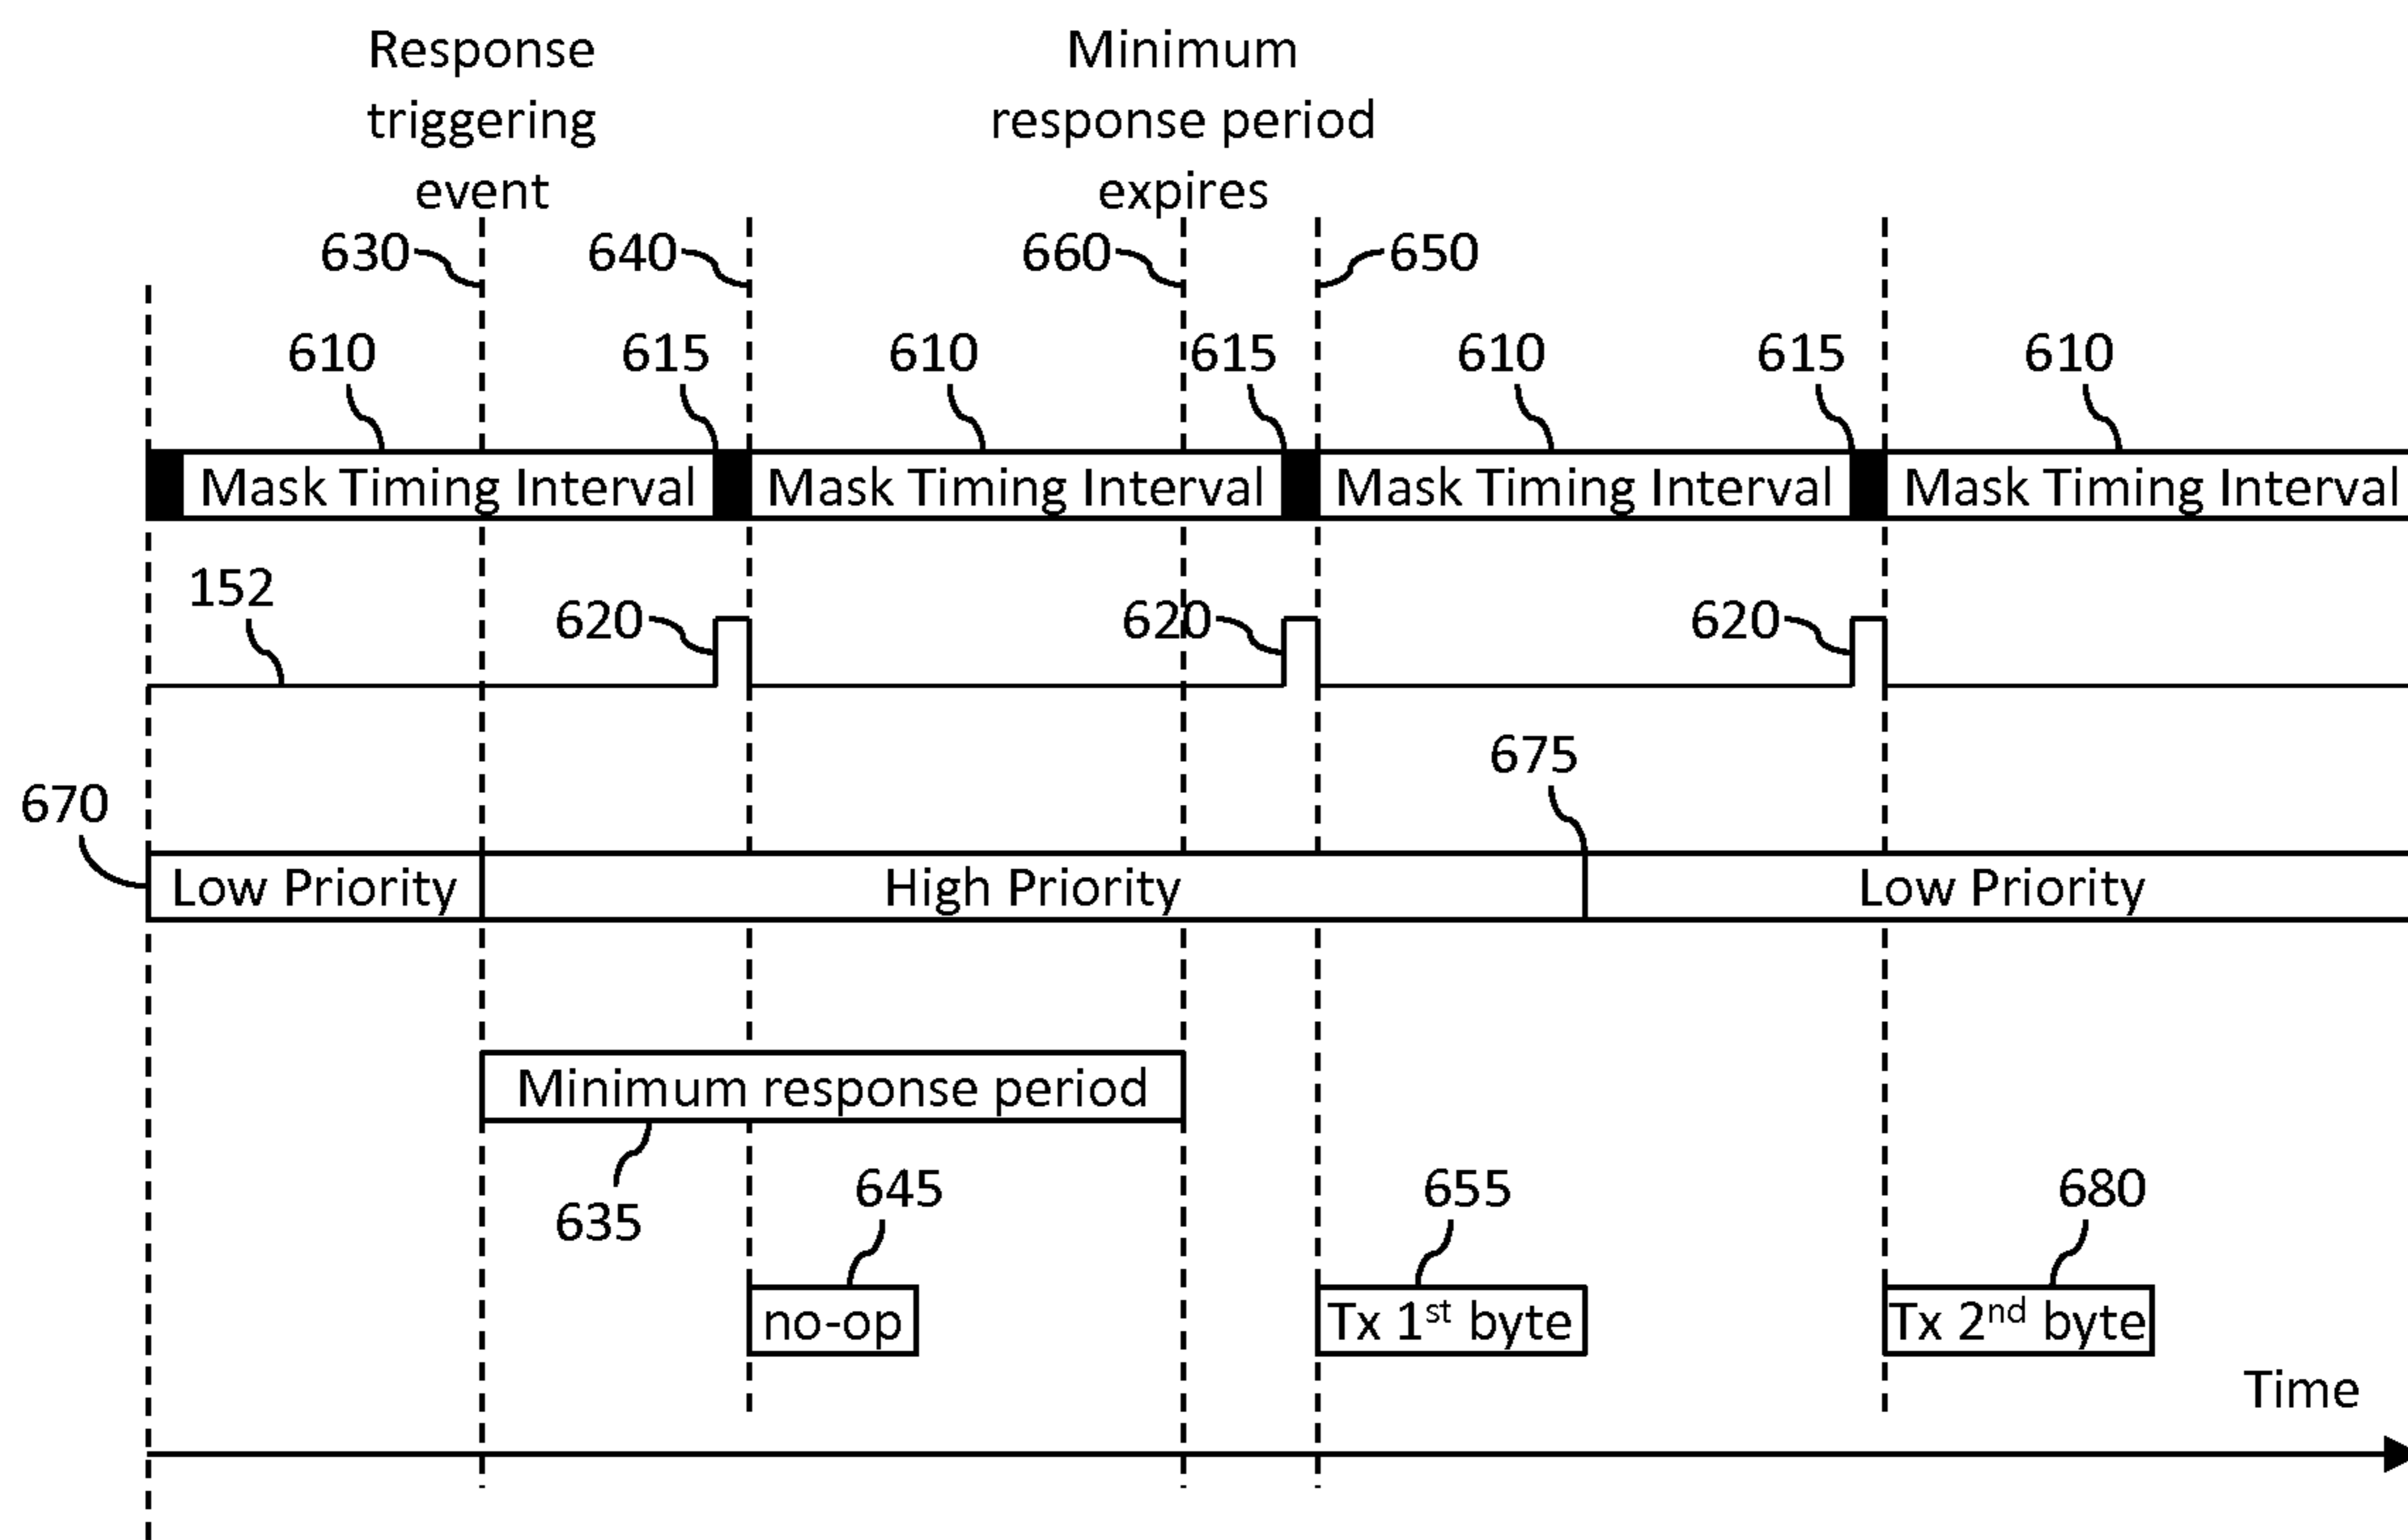 Response
triggering
event
Minimum
response period
expires
630
640
660
650
610
615
610
615
610
615
610
Mask Timing Interval
Mask Timing Interval
Mask Timing Interval
Mask Timing Interval
152
620
620
620
675
670
Low Priority
High Priority
Low Priority
Minimum response period
635
645
655
680
no-op
Tx 1st byte
Tx 2nd byte
Time